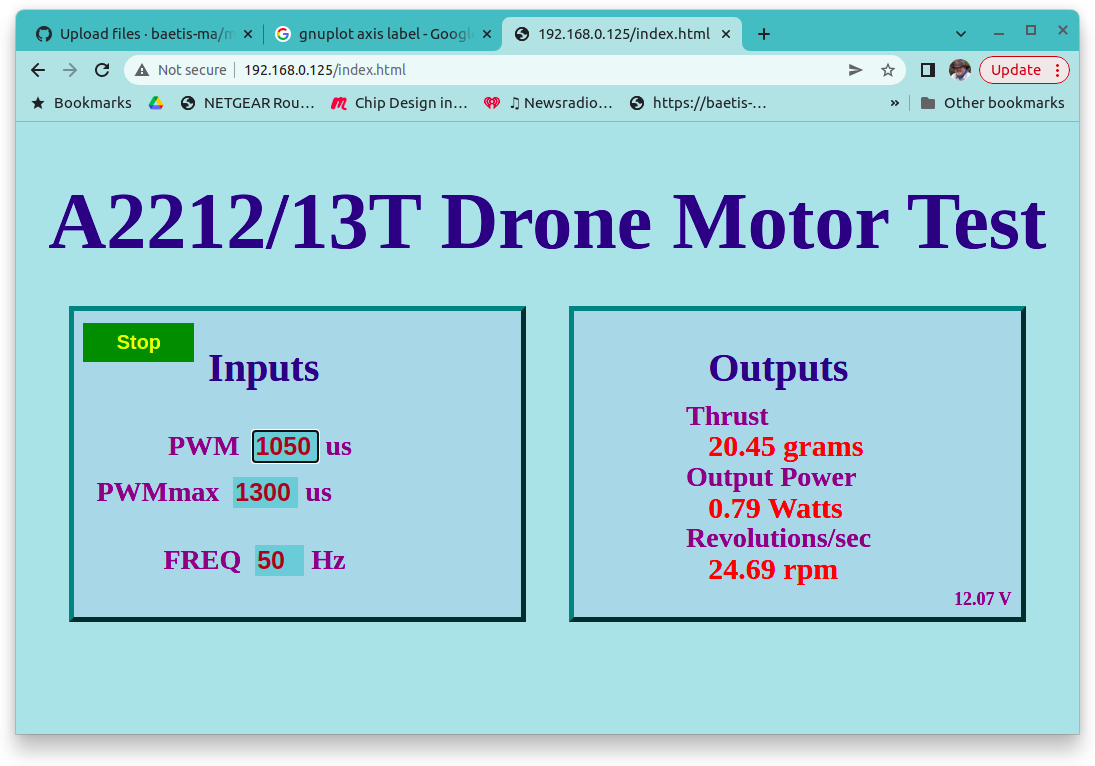 Upload files · baetis-ma/m
gnuplot axis label - Google
192.168.0.125/index.html
Not secure
192.168.0.125/index.html
Update
Bookmarks
NETGEAR Rou...
Chip Design in...
♫ Newsradio...
https://baetis-...
»
Other bookmarks
A2212/13T Drone Motor Test
Stop
Inputs
PWM 1050 us
PWMmax 1300 us
FREQ 50 Hz
Outputs
Thrust
20.45 grams
Output Power
0.79 Watts
Revolutions/sec
24.69 rpm
12.07 V